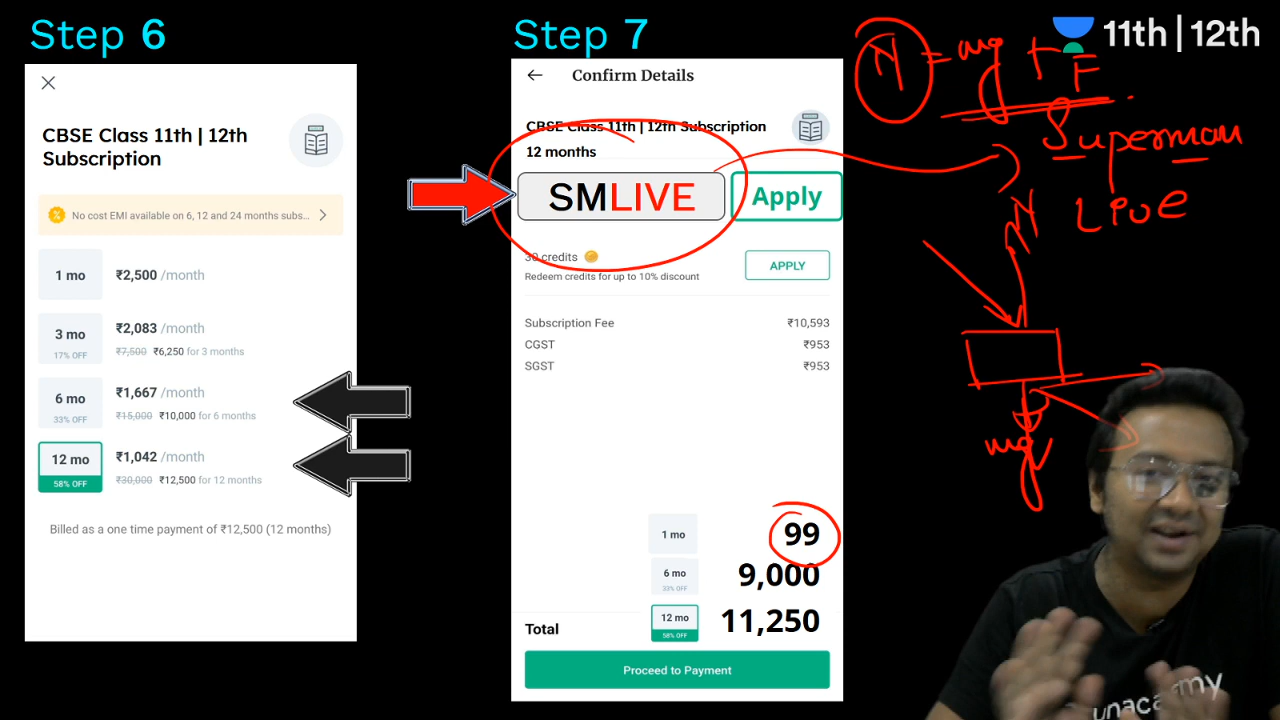 Step 6
CBSE Class 11th | 12th
Subscription
No cost EMI available on 6, 12 and 24 months subs...
1 mo
₹2,500 /month
3 mo
17% OFF
₹2,083 /month
₹7,500 ₹6,250 for 3 months
6 mo
33% OFF
₹1,667 /month
₹15,000 ₹10,000 for 6 months
12 mo
58% OFF
₹1,042 /month
₹30,000 ₹12,500 for 12 months
Billed as a one time payment of ₹12,500 (12 months)
Step 7
Confirm Details
CBSE Class 11th | 12th Subscription
12 months
SMLIVE
Apply
30 credits
Redeem credits for up to 10% discount
APPLY
Subscription Fee ₹10,593
CGST ₹953
SGST ₹953
1 mo 99
6 mo 9,000
33% OFF
12 mo 11,250
58% OFF
Total
Proceed to Payment
11th | 12th
N = mg + F
Superman
Live
N
mg
unacademy